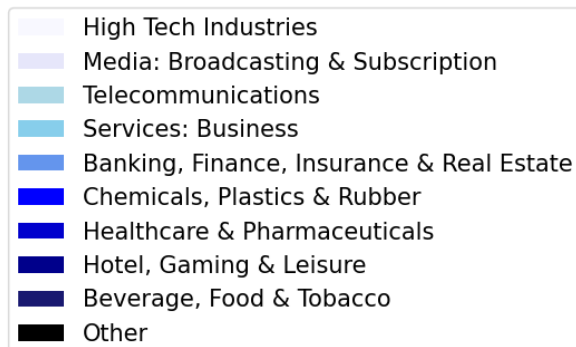 High Tech Industries
Media: Broadcasting & Subscription
Telecommunications
Services: Business
Banking, Finance, Insurance & Real Estate
Chemicals, Plastics & Rubber
Healthcare & Pharmaceuticals
Hotel, Gaming & Leisure
Beverage, Food & Tobacco
Other